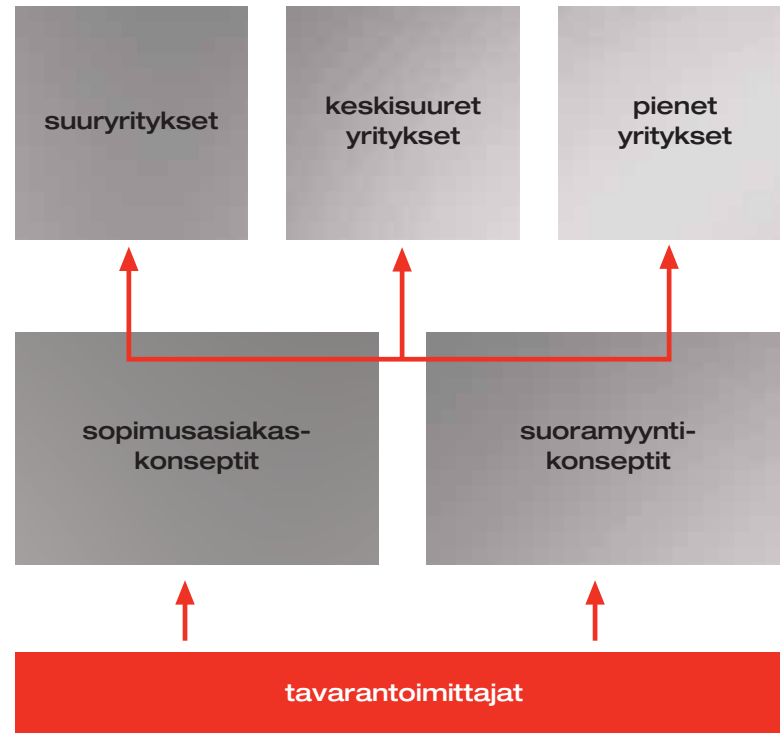 suuryritykset
keskisuuret
yritykset
pienet
yritykset
sopimusasiakas-
konseptit
suoramyynti-
konseptit
tavarantoimittajat